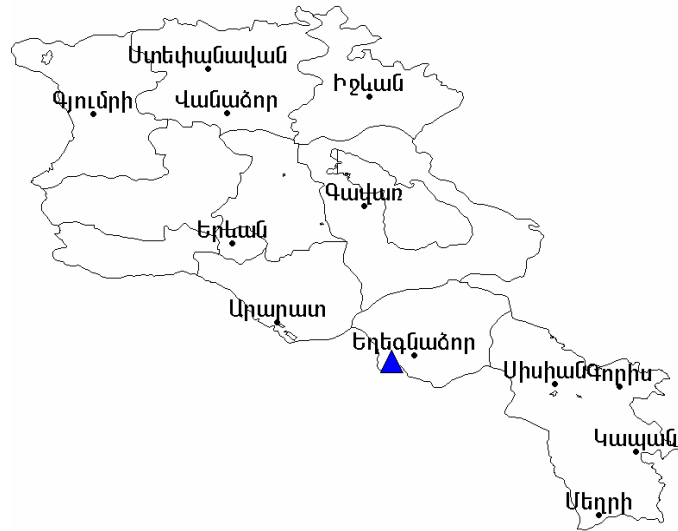 Ստեփանավան
Իջևան
Գյումրի
Վանաձոր
Գավառ
Երևան
Արարատ
Եղեգնաձոր
Սիսիան
Գորիս
Կապան
Մեղրի